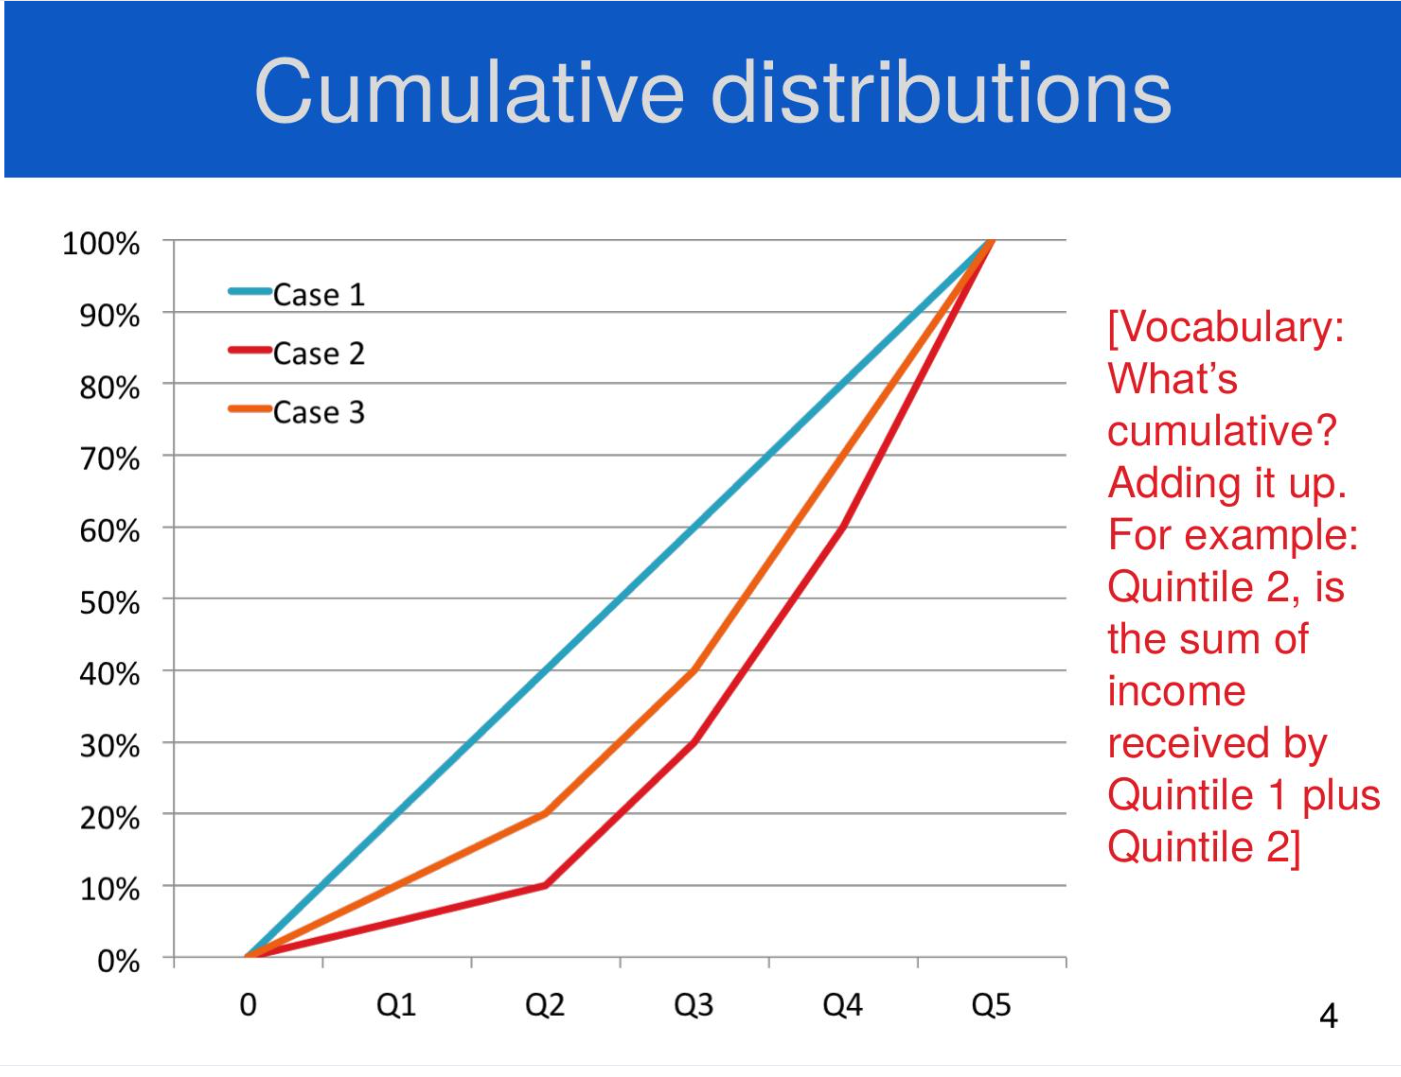 Cumulative distributions
100%
90%
80%
70%
60%
50%
40%
30%
20%
10%
0%
Case 1
Case 2
Case 3
0 Q1 Q2 Q3 Q4 Q5
[Vocabulary:
What’s
cumulative?
Adding it up.
For example:
Quintile 2, is
the sum of
income
received by
Quintile 1 plus
Quintile 2]
4